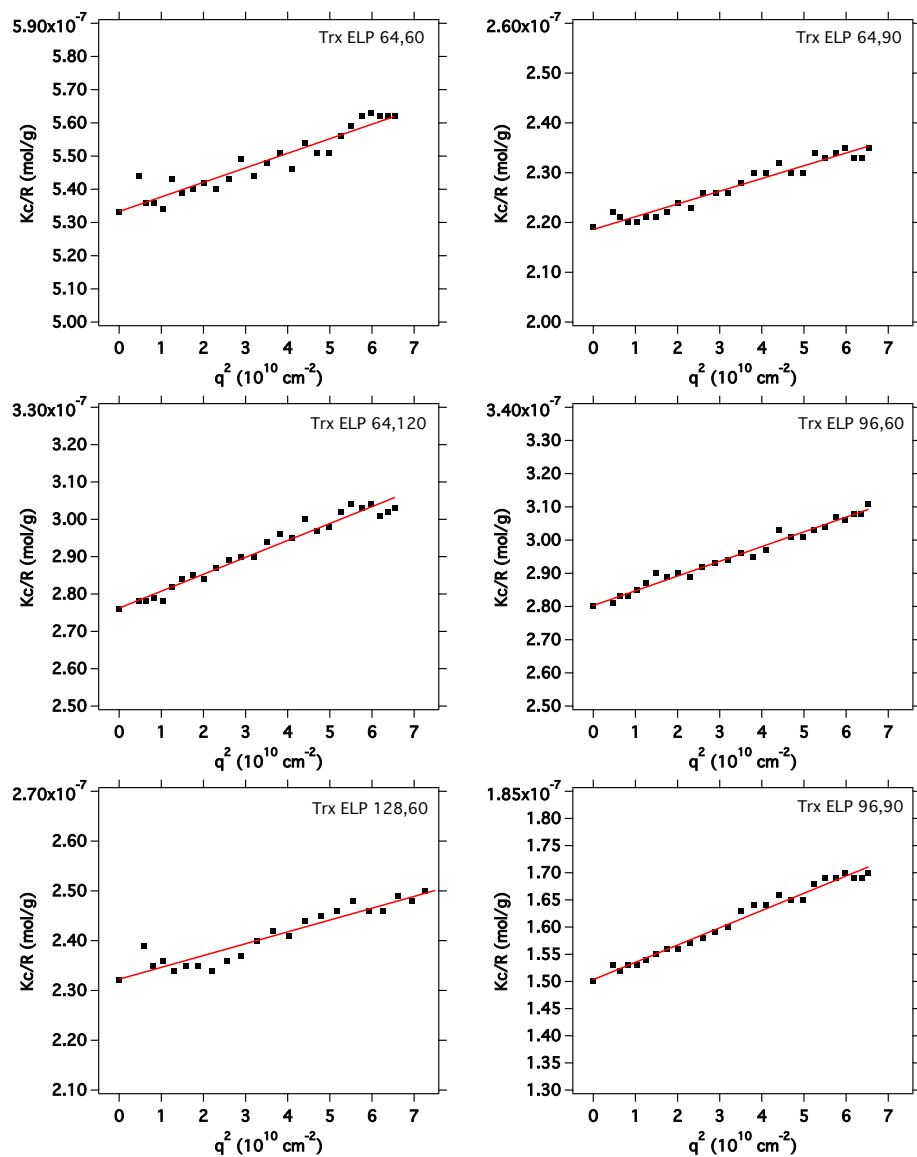 5.90x10⁻⁷
Trx ELP 64,60
5.80
5.70
5.60
5.50
5.40
5.30
5.20
5.10
5.00
Kc/R (mol/g)
0 1 2 3 4 5 6 7
q² (10¹⁰ cm⁻²)
2.60x10⁻⁷
Trx ELP 64,90
2.50
2.40
2.30
2.20
2.10
2.00
Kc/R (mol/g)
0 1 2 3 4 5 6 7
q² (10¹⁰ cm⁻²)
3.30x10⁻⁷
Trx ELP 64,120
3.20
3.10
3.00
2.90
2.80
2.70
2.60
2.50
Kc/R (mol/g)
0 1 2 3 4 5 6 7
q² (10¹⁰ cm⁻²)
3.40x10⁻⁷
Trx ELP 96,60
3.30
3.20
3.10
3.00
2.90
2.80
2.70
2.60
2.50
Kc/R (mol/g)
0 1 2 3 4 5 6 7
q² (10¹⁰ cm⁻²)
2.70x10⁻⁷
Trx ELP 128,60
2.60
2.50
2.40
2.30
2.20
2.10
Kc/R (mol/g)
0 1 2 3 4 5 6 7
q² (10¹⁰ cm⁻²)
1.85x10⁻⁷
Trx ELP 96,90
1.80
1.75
1.70
1.65
1.60
1.55
1.50
1.45
1.40
1.35
1.30
Kc/R (mol/g)
0 1 2 3 4 5 6 7
q² (10¹⁰ cm⁻²)